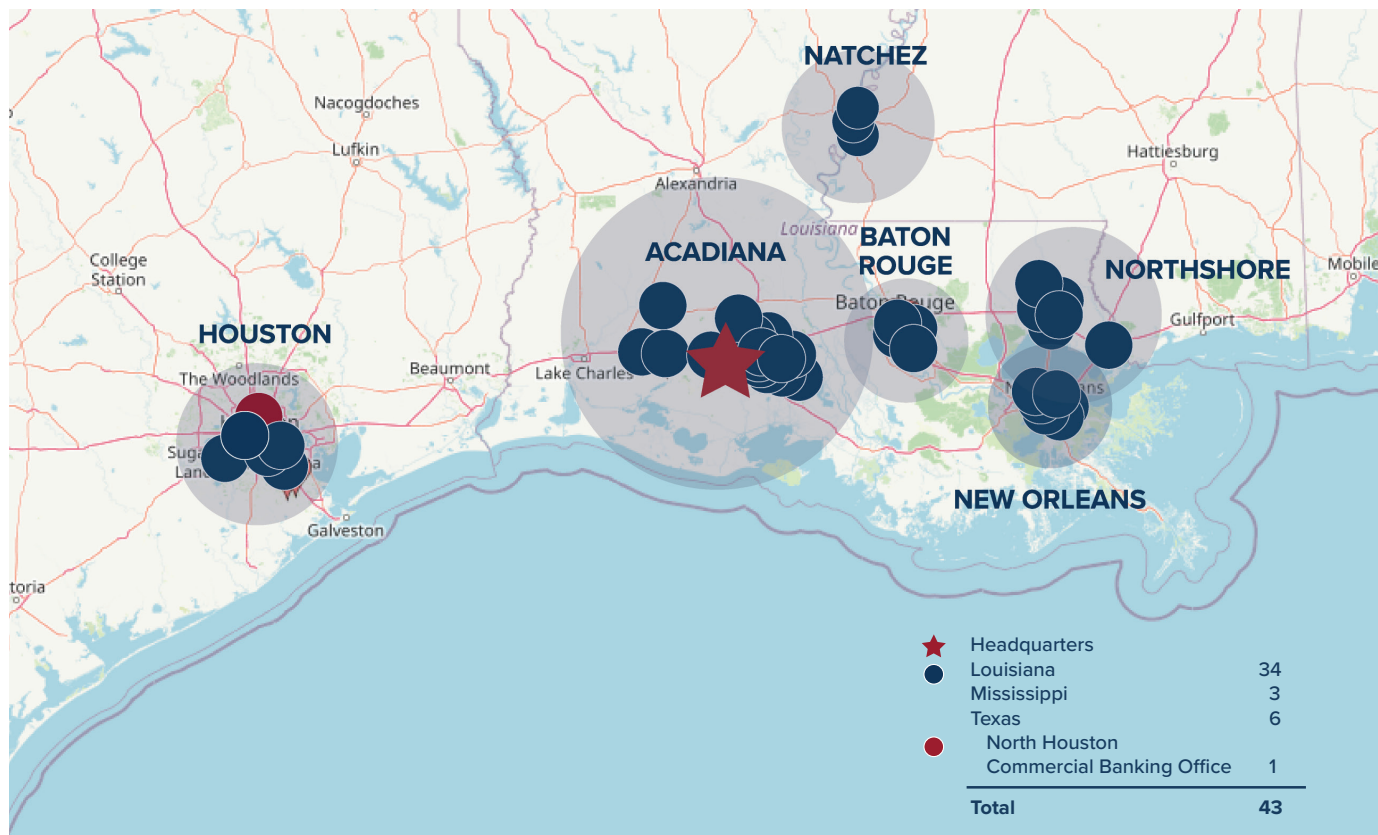 NATCHEZ
Nacogdoches
Lufkin
Hattiesburg
Alexandria
Louisiana
BATON
ROUGE
ACADIANA
College
Station
NORTHSHORE
Mobile
Baton Rouge
Gulfport
HOUSTON
The Woodlands
Beaumont
Lake Charles
NEW ORLEANS
Galveston
toria
Headquarters
Louisiana 34
Mississippi 3
Texas 6
North Houston
Commercial Banking Office 1
Total 43